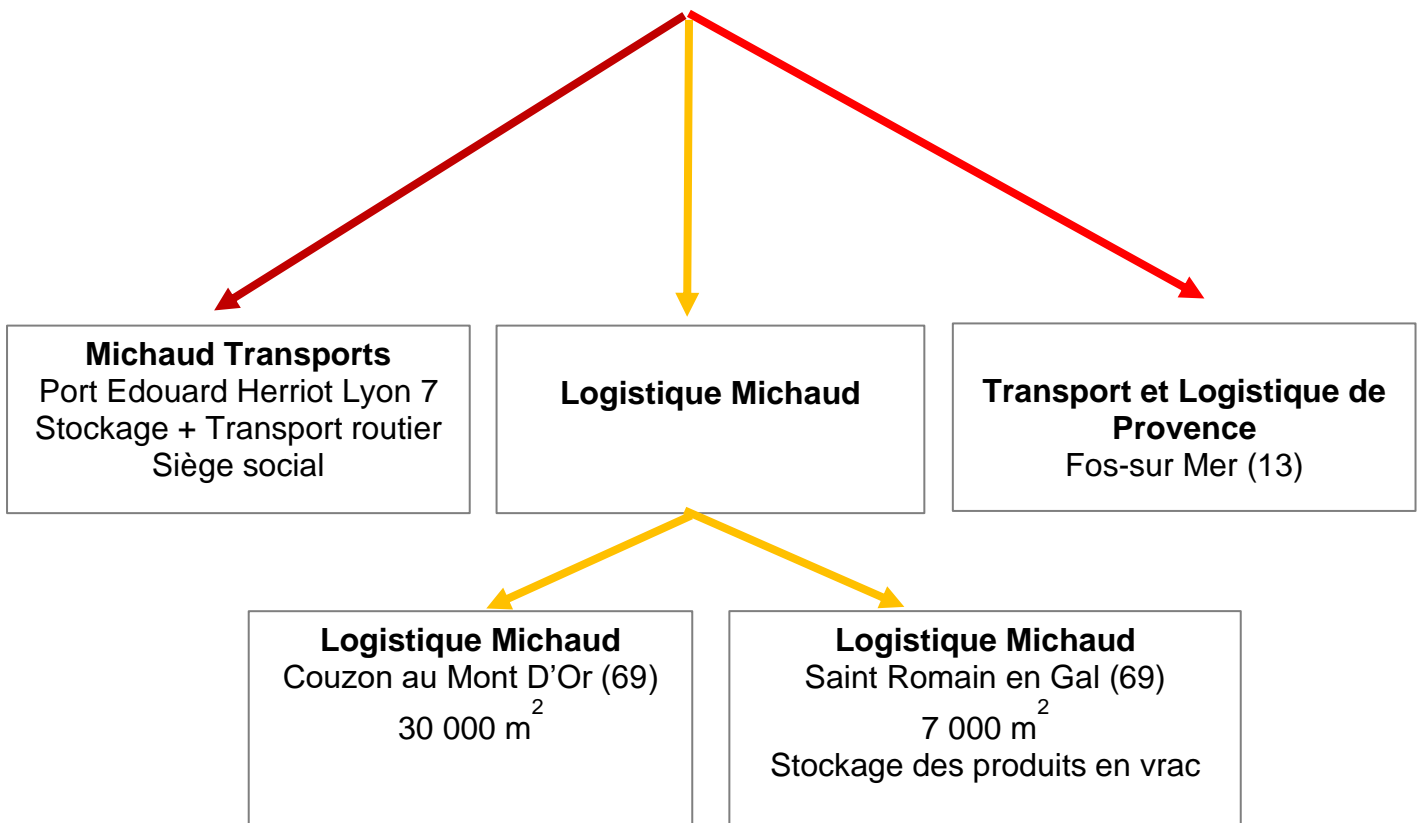 Michaud Transports
Port Edouard Herriot Lyon 7
Stockage + Transport routier
Siège social
Logistique Michaud
Transport et Logistique de
Provence
Fos-sur Mer (13)
Logistique Michaud
Couzon au Mont D’Or (69)
30 000 m²
Logistique Michaud
Saint Romain en Gal (69)
7 000 m²
Stockage des produits en vrac